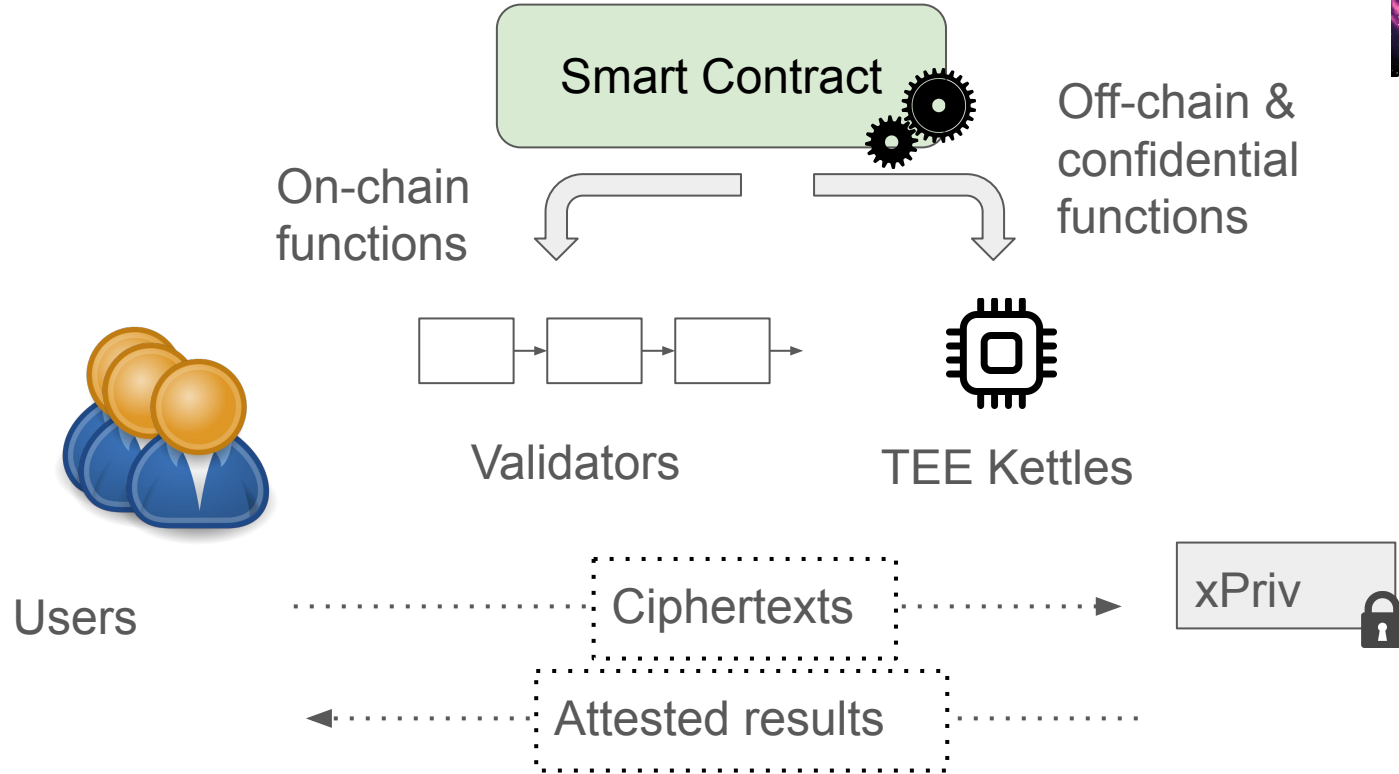 Smart Contract
Off-chain &
confidential
functions
On-chain
functions
Validators
TEE Kettles
Users
Ciphertexts
xPriv
Attested results